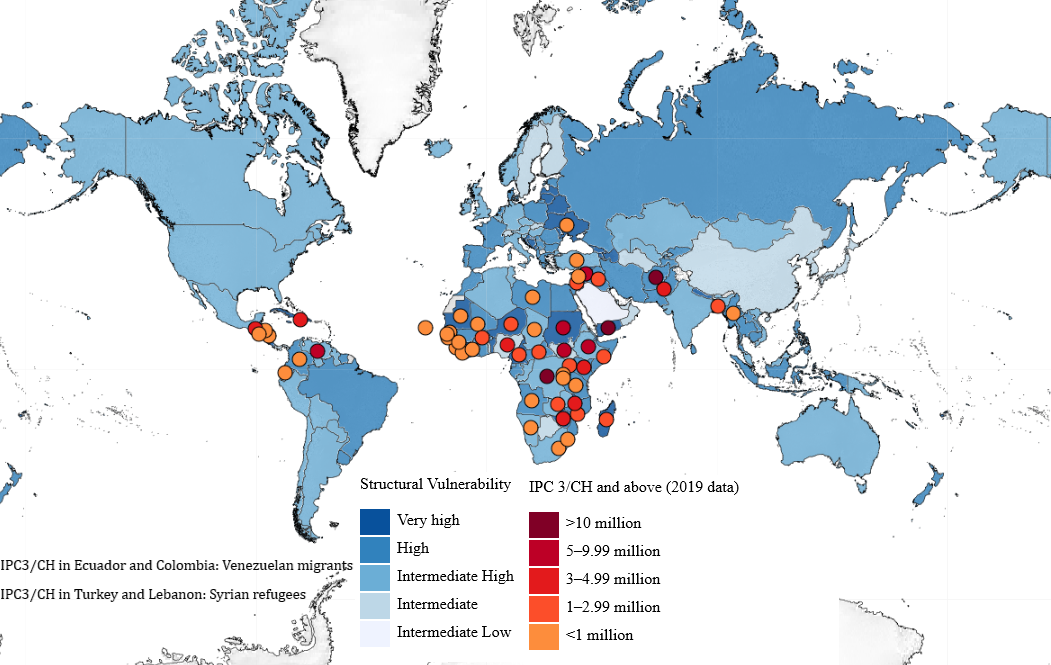 Structural Vulnerability
Very high
High
Intermediate High
Intermediate
Intermediate Low
IPC 3/CH and above (2019 data)
>10 million
5–9.99 million
3–4.99 million
1–2.99 million
<1 million
IPC3/CH in Ecuador and Colombia: Venezuelan migrants
IPC3/CH in Turkey and Lebanon: Syrian refugees